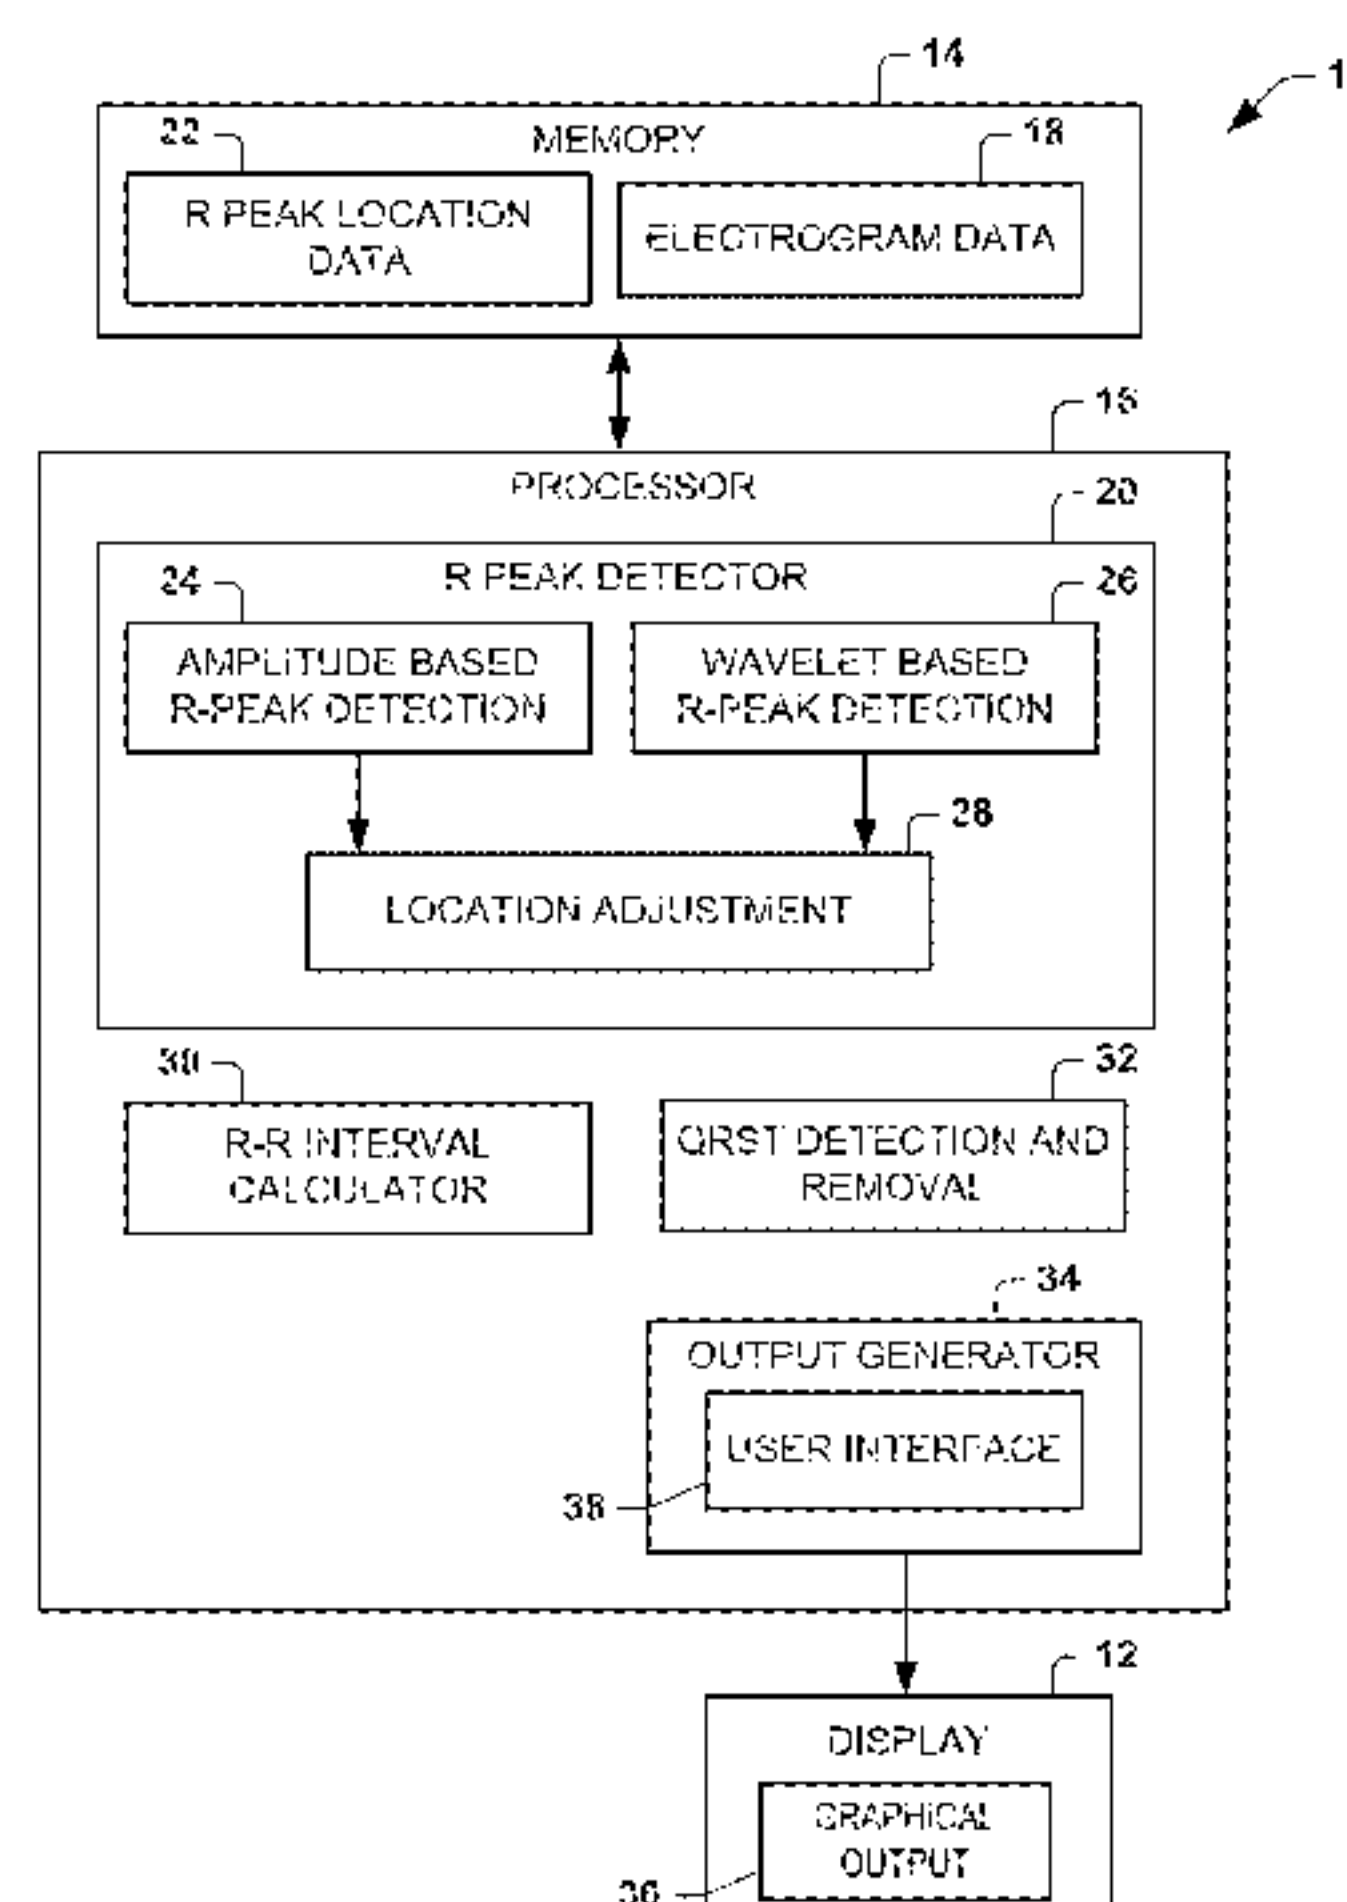 14
1
MEMORY
22
18
R PEAK LOCATION
DATA
ELECTROGRAM DATA
16
PROCESSOR
20
R PEAK DETECTOR
24
26
AMPLITUDE BASED
R-PEAK DETECTION
WAVELET BASED
R-PEAK DETECTION
28
LOCATION ADJUSTMENT
30
32
R-R INTERVAL
CALCULATOR
QRST DETECTION AND
REMOVAL
34
OUTPUT GENERATOR
USER INTERFACE
38
12
DISPLAY
GRAPHICAL
OUTPUT
36